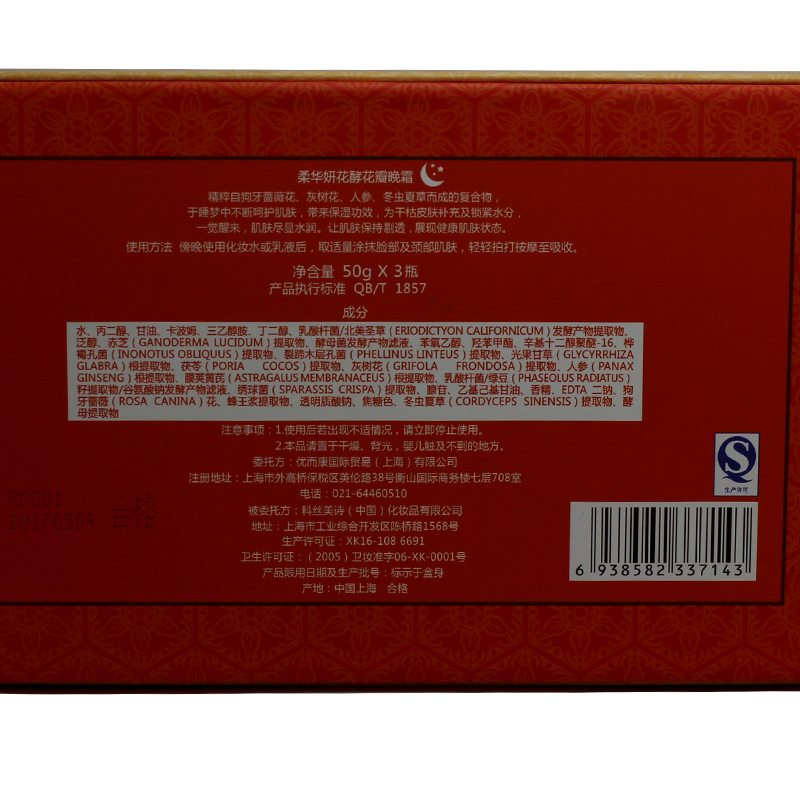 柔华妍花酵花瓣晚霜
精粹自狗牙蔷薇花、灰树花、人参、冬虫夏草而成的复合物，
于睡梦中不断呵护肌肤，带来保湿功效，为干枯皮肤补充及锁紧水分，
一觉醒来，肌肤尽显水润。让肌肤保持剔透，展现健康肌肤状态。
使用方法 傍晚使用化妆水或乳液后，取适量涂抹脸部及颈部肌肤，轻轻拍打按摩至吸收。
净含量 50g X 3瓶
产品执行标准 QB/T 1857
成分
水、丙二醇、甘油、卡波姆、三乙醇胺、丁二醇、乳酸杆菌/北美圣草（ERIODICTYON CALIFORNICUM）发酵产物提取物、
泛醇、赤芝（GANODERMA LUCIDUM）提取物、酵母菌发酵产物滤液、苯氧乙醇、羟苯甲酯、辛基十二醇聚醚-16、桦
褐孔菌（INONOTUS OBLIQUUS）提取物、裂蹄木层孔菌（PHELLINUS LINTEUS）提取物、光果甘草（GLYCYRRHIZA
GLABRA）根提取物、茯苓（PORIA COCOS）提取物、灰树花（GRIFOLA FRONDOSA）提取物、人参（PANAX
GINSENG）根提取物、膜荚黄芪（ASTRAGALUS MEMBRANACEUS）根提取物、乳酸杆菌/绿豆（PHASEOLUS RADIATUS）
籽提取物/谷氨酸钠发酵产物滤液、绣球菌（SPARASSIS CRISPA）提取物、腺苷、乙基己基甘油、香精、EDTA 二钠、狗
牙蔷薇（ROSA CANINA）花、蜂王浆提取物、透明质酸钠、焦糖色、冬虫夏草（CORDYCEPS SINENSIS）提取物、酵
母提取物
注意事项：1.使用后若出现不适情况，请立即停止使用。
2.本品请置于干燥、背光，婴儿触及不到的地方。
委托方：优而康国际贸易（上海）有限公司
注册地址：上海市外高桥保税区英伦路38号衡山国际商务楼七层708室
电话：021-64460510
被委托方：科丝美诗（中国）化妆品有限公司
地址：上海市工业综合开发区陈桥路1568号
生产许可证：XK16-108 6691
卫生许可证：（2005）卫妆准字06-XK-0001号
产品限用日期及生产批号：标示于盒身
产地：中国上海 合格
P0001
20170508 合格
生产许可
6 938582 337143